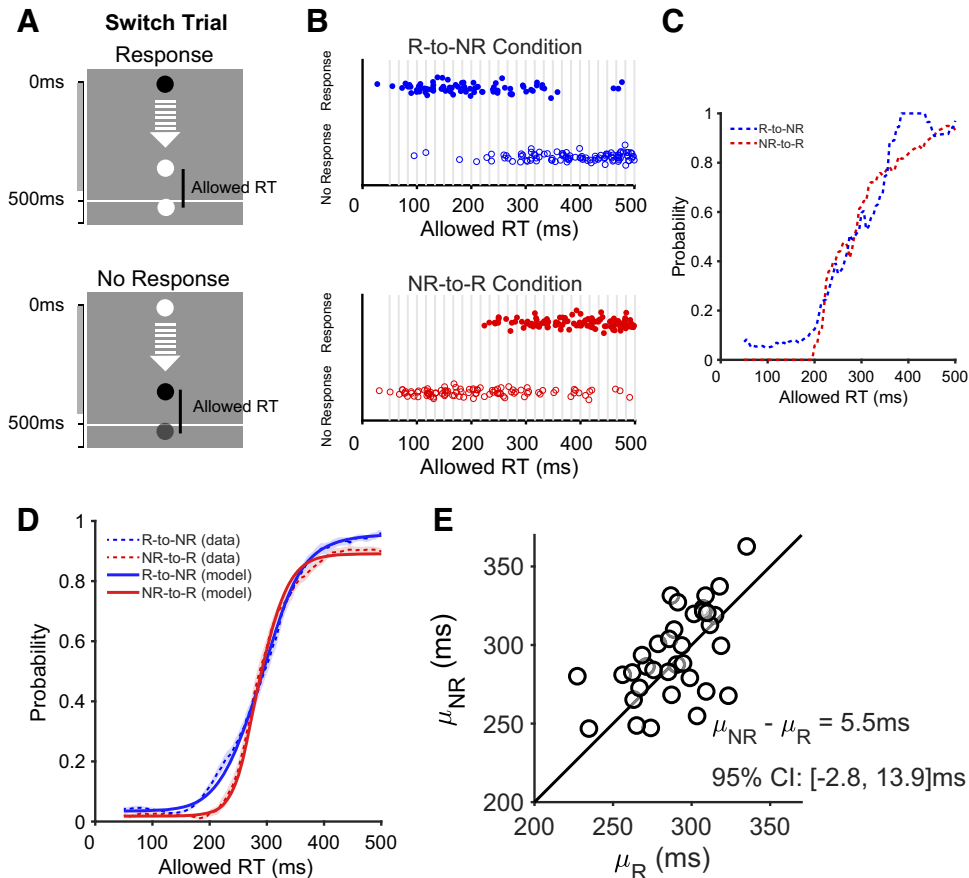 A
Switch Trial
Response
0ms
Allowed RT
500ms
No Response
0ms
Allowed RT
500ms
B
R-to-NR Condition
Response
No Response
100 200 300 400 500
Allowed RT (ms)
NR-to-R Condition
Response
No Response
100 200 300 400 500
Allowed RT (ms)
C
R-to-NR
NR-to-R
Probability
1
0.8
0.6
0.4
0.2
0
0 100 200 300 400 500
Allowed RT (ms)
D
R-to-NR (data)
NR-to-R (data)
R-to-NR (model)
NR-to-R (model)
Probability
1
0.8
0.6
0.4
0.2
0
0 100 200 300 400 500
Allowed RT (ms)
E
μNR (ms)
350
300
250
200
μNR - μR = 5.5ms
95% CI: [-2.8, 13.9]ms
200 250 300 350
μR (ms)